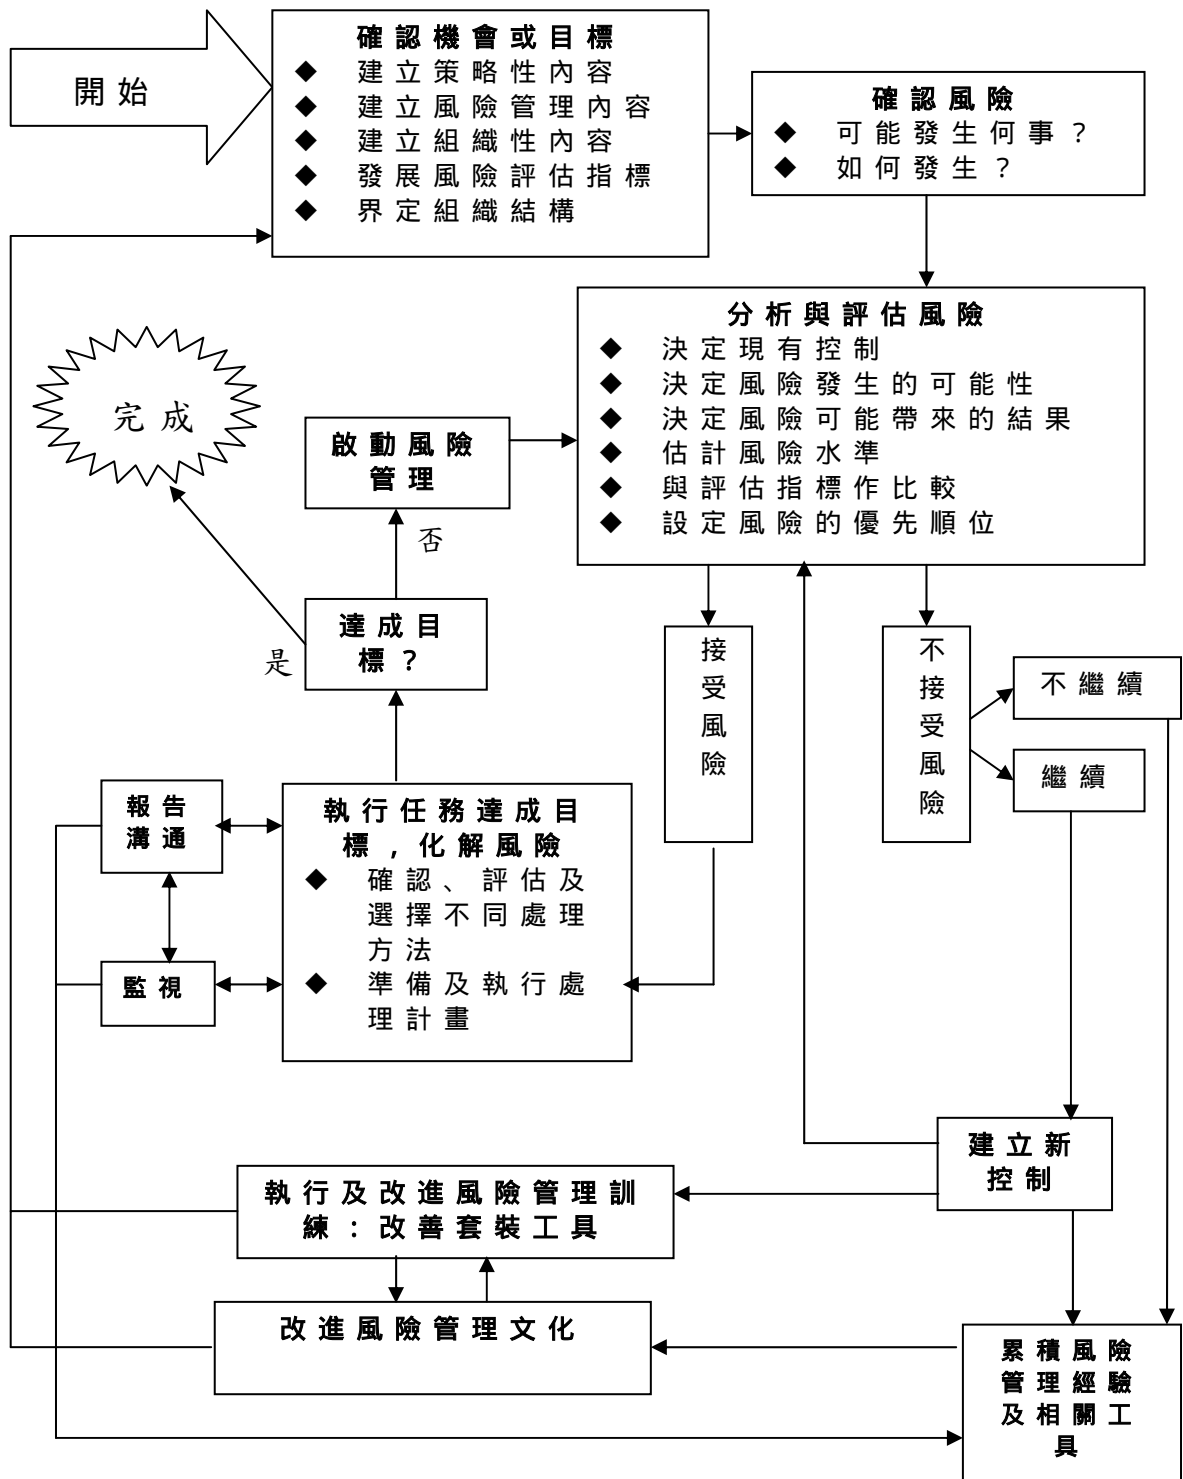 開始
確認機會或目標
◆ 建立策略性內容
◆ 建立風險管理內容
◆ 建立組織性內容
◆ 發展風險評估指標
◆ 界定組織結構
確認風險
◆ 可能發生何事？
◆ 如何發生？
分析與評估風險
◆ 決定現有控制
◆ 決定風險發生的可能性
◆ 決定風險可能帶來的結果
◆ 估計風險水準
◆ 與評估指標作比較
◆ 設定風險的優先順位
完成
啟動風險
管理
否
達成目
標？
是
接受風險
不接受風險
不繼續
繼續
報告
溝通
監視
執行任務達成目
標，化解風險
◆ 確認、評估及
選擇不同處理
方法
◆ 準備及執行處
理計畫
建立新
控制
執行及改進風險管理訓
練：改善套裝工具
改進風險管理文化
累積風險
管理經驗
及相關工
具